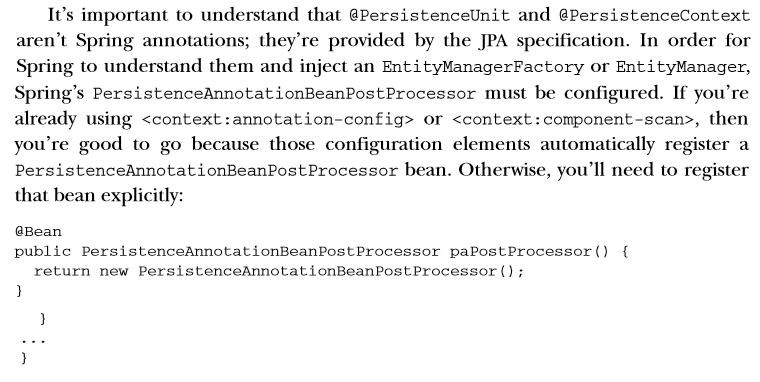 It's important to understand that @PersistenceUnit and @PersistenceContext
aren't Spring annotations; they're provided by the JPA specification. In order for
Spring to understand them and inject an EntityManagerFactory or EntityManager,
Spring's PersistenceAnnotationBeanPostProcessor must be configured. If you're
already using <context:annotation-config> or <context:component-scan>, then
you're good to go because those configuration elements automatically register a
PersistenceAnnotationBeanPostProcessor bean. Otherwise, you'll need to register
that bean explicitly:
@Bean
public PersistenceAnnotationBeanPostProcessor paPostProcessor() {
  return new PersistenceAnnotationBeanPostProcessor();
}
  }
...
}